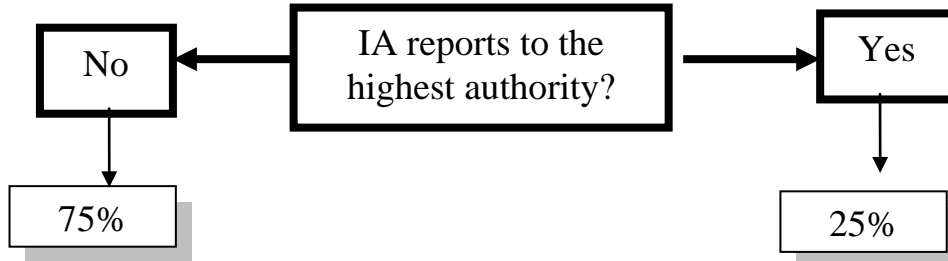 No
IA reports to the
highest authority?
Yes
75%
25%